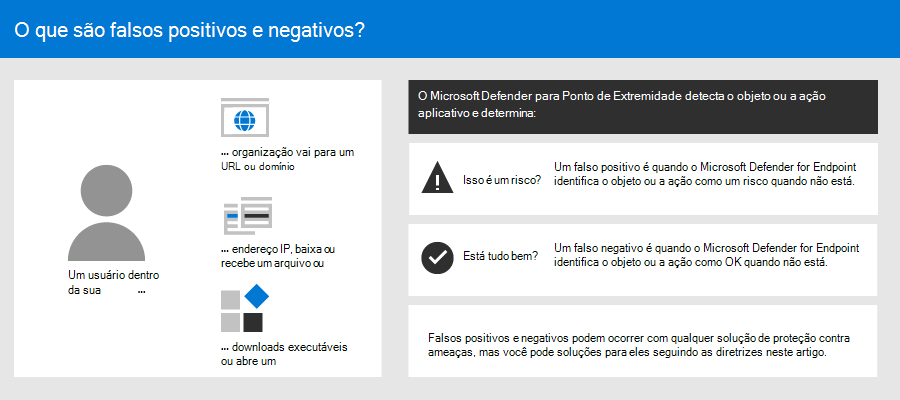 O que são falsos positivos e negativos?
... organização vai para um
URL ou domínio
... endereço IP, baixa ou
recebe um arquivo ou
Um usuário dentro
da sua ...
... downloads executáveis
ou abre um
O Microsoft Defender para Ponto de Extremidade detecta o objeto ou a ação
aplicativo e determina:
Isso é um risco?
Um falso positivo é quando o Microsoft Defender for Endpoint
identifica o objeto ou a ação como um risco quando não está.
Está tudo bem?
Um falso negativo é quando o Microsoft Defender for Endpoint
identifica o objeto ou a ação como OK quando não está.
Falsos positivos e negativos podem ocorrer com qualquer solução de proteção contra
ameaças, mas você pode soluções para eles seguindo as diretrizes neste artigo.